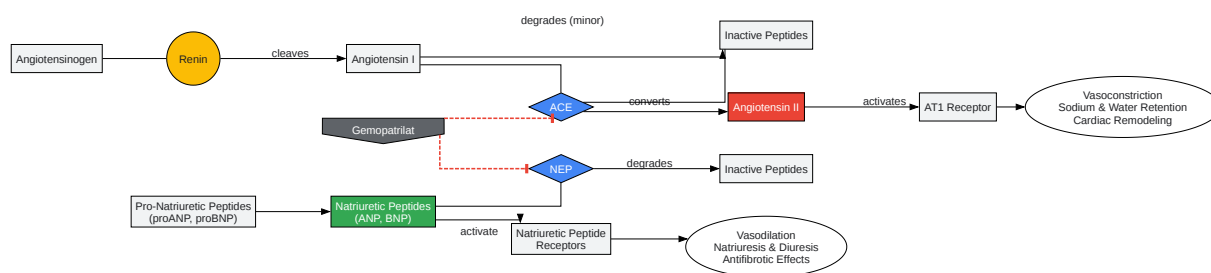 degrades (minor)
Inactive Peptides
Angiotensinogen
Renin
cleaves
Angiotensin I
ACE
converts
Angiotensin II
activates
AT1 Receptor
Vasoconstriction
Sodium & Water Retention
Cardiac Remodeling
Gemopatrilat
NEP
degrades
Inactive Peptides
Pro-Natriuretic Peptides
(proANP, proBNP)
Natriuretic Peptides
(ANP, BNP)
activate
Natriuretic Peptide
Receptors
Vasodilation
Natriuresis & Diuresis
Antifibrotic Effects